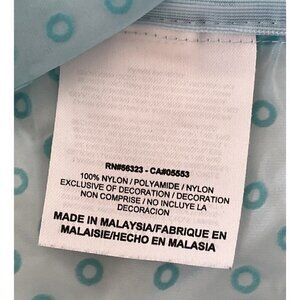 RN#56323 - CA#05553
100% NYLON / POLYAMIDE / NYLON
EXCLUSIVE OF DECORATION / DECORATION
NON COMPRISE / NO INCLUYE LA
DECORACION
MADE IN MALAYSIA/FABRIQUE EN
MALAISIE/HECHO EN MALASIA